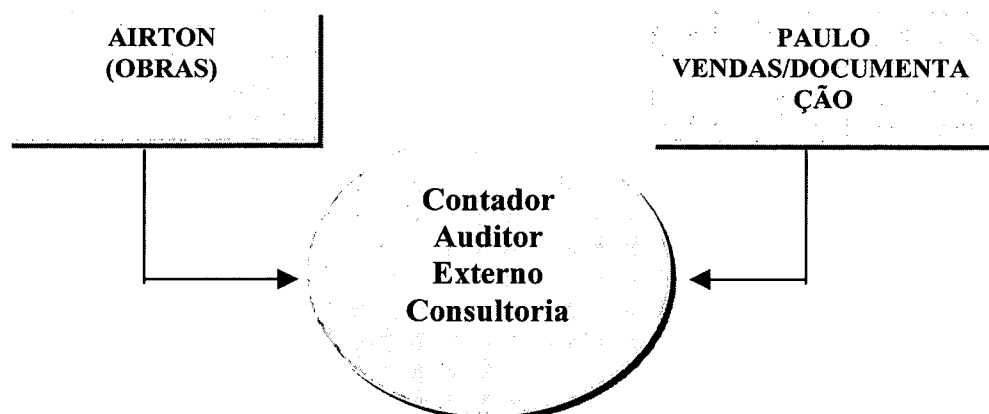 AIRTON
(OBRAS)
PAULO
VENDAS/DOCUMENTA
ÇÃO
Contador
Auditor
Externo
Consultoria